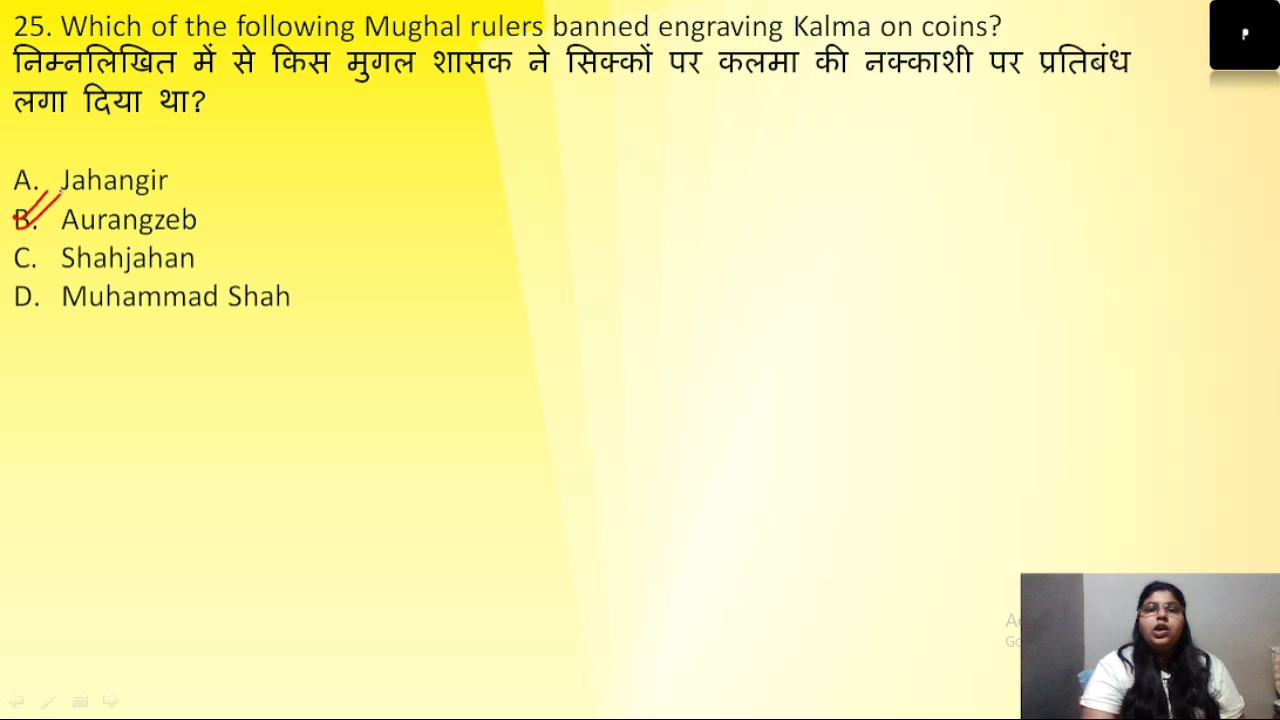 25. Which of the following Mughal rulers banned engraving Kalma on coins?
निम्नलिखित में से किस मुगल शासक ने सिक्कों पर कलमा की नक्काशी पर प्रतिबंध
लगा दिया था?
A. Jahangir
B. Aurangzeb
C. Shahjahan
D. Muhammad Shah